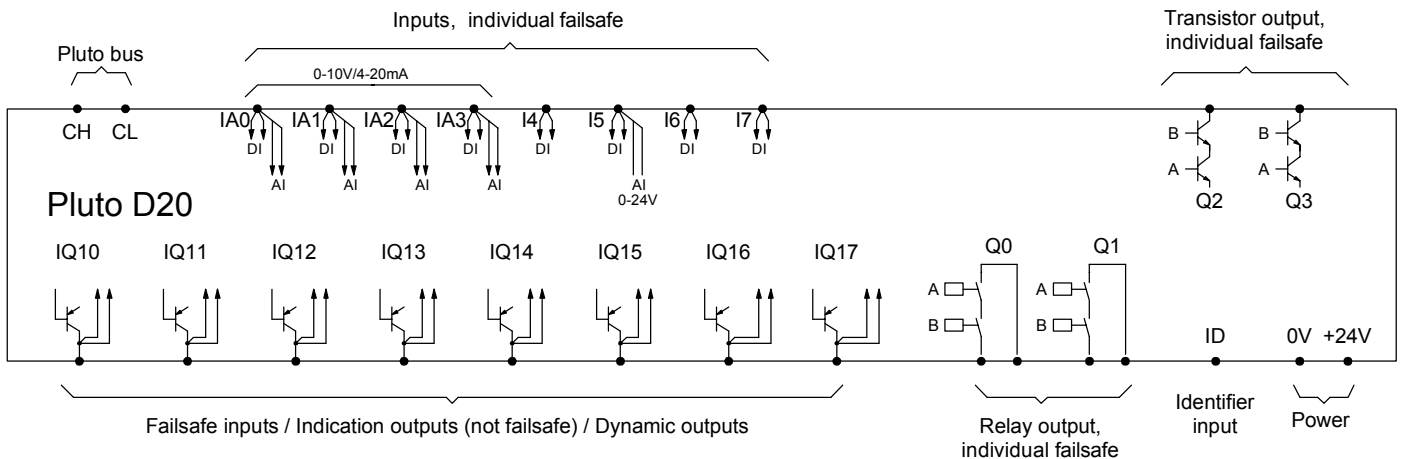 Inputs, individual failsafe
Transistor output,
individual failsafe
Pluto bus
0-10V/4-20mA
CH CL IA0 IA1 IA2 IA3 I4 I5 I6 I7
DI DI DI DI DI DI DI DI
AI AI AI AI AI
0-24V
B B
A A
Q2 Q3
Pluto D20
IQ10 IQ11 IQ12 IQ13 IQ14 IQ15 IQ16 IQ17 Q0 Q1
A A
B B
ID 0V +24V
Failsafe inputs / Indication outputs (not failsafe) / Dynamic outputs
Relay output,
individual failsafe
Identifier
input
Power